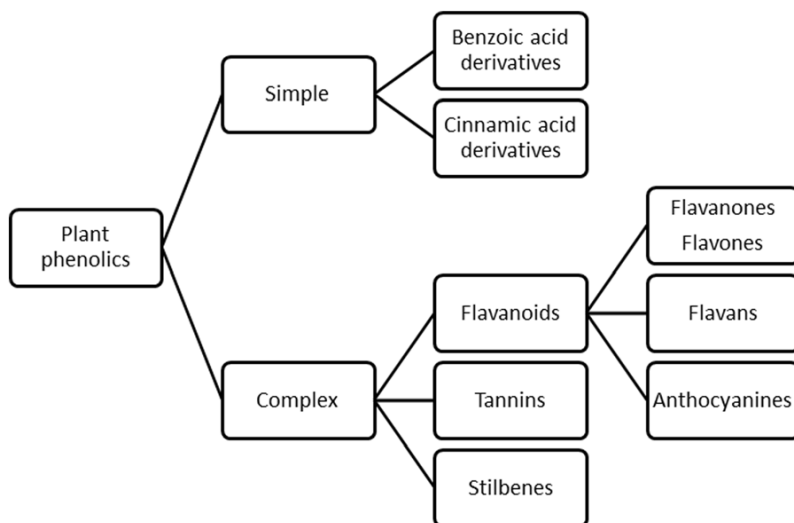 Plant
phenolics
Simple
Benzoic acid
derivatives
Cinnamic acid
derivatives
Complex
Flavanoids
Flavanones
Flavones
Flavans
Anthocyanines
Tannins
Stilbenes